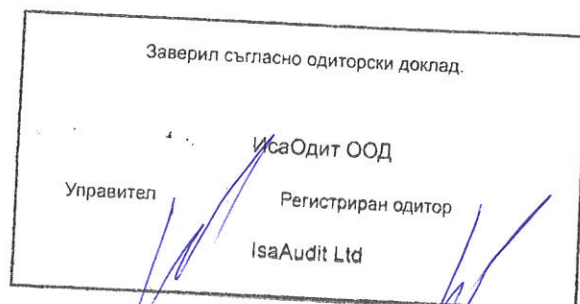 Заверил съгласно одиторски доклад.
ИсаОдит ООД
Управител Регистриран одитор
IsaAudit Ltd